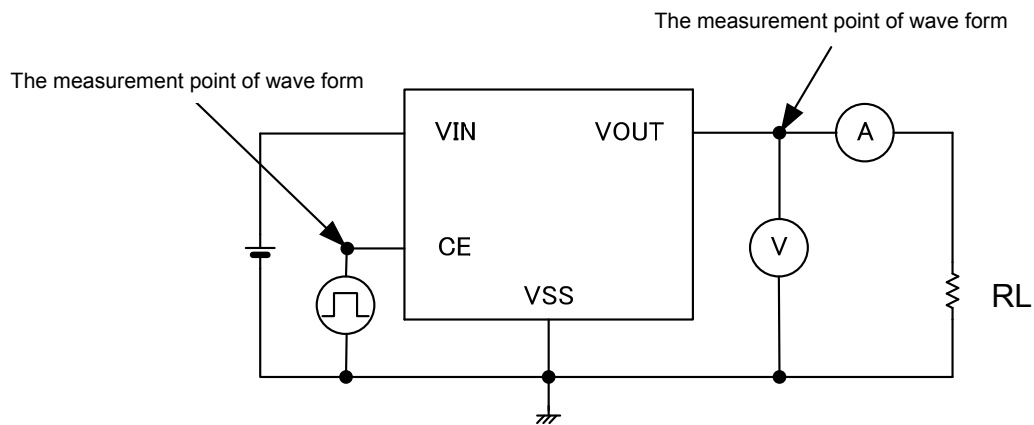 The measurement point of wave form
The measurement point of wave form
VIN
VOUT
A
CE
V
VSS
RL